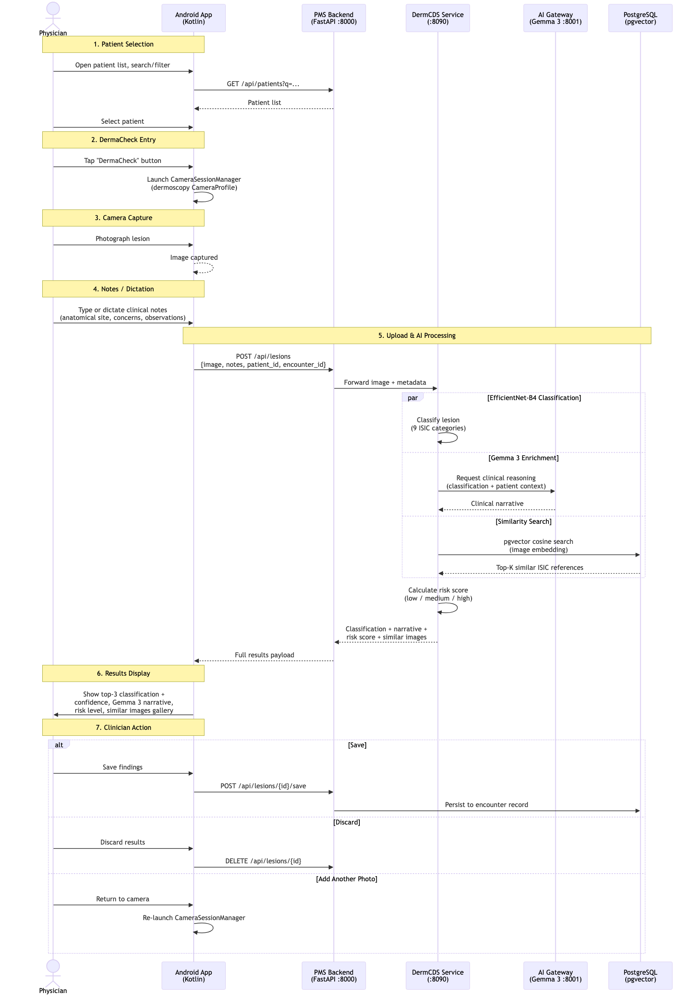 Physician
Android App
(Kotlin)
PMS Backend
(FastAPI :8000)
DermCDS Service
(:8090)
AI Gateway
(Gemma 3 :8001)
PostgreSQL
(pgvector)
1. Patient Selection
Open patient list, search/filter
GET /api/patients?q=...
Patient list
Select patient
2. DermaCheck Entry
Tap "DermaCheck" button
Launch CameraSessionManager
(dermoscopy CameraProfile)
3. Camera Capture
Photograph lesion
Image captured
4. Notes / Dictation
Type or dictate clinical notes
(anatomical site, concerns, observations)
5. Upload & AI Processing
POST /api/lesions
{image, notes, patient_id, encounter_id}
Forward image + metadata
par
[EfficientNet-B4 Classification]
Classify lesion
(9 ISIC categories)
[Gemma 3 Enrichment]
Request clinical reasoning
(classification + patient context)
Clinical narrative
[Similarity Search]
pgvector cosine search
(image embedding)
Top-K similar ISIC references
Calculate risk score
(low / medium / high)
Classification + narrative +
risk score + similar images
Full results payload
6. Results Display
Show top-3 classification +
confidence, Gemma 3 narrative,
risk level, similar images gallery
7. Clinician Action
alt
[Save]
Save findings
POST /api/lesions/{id}/save
Persist to encounter record
[Discard]
Discard results
DELETE /api/lesions/{id}
[Add Another Photo]
Return to camera
Re-launch CameraSessionManager
Physician
Android App
(Kotlin)
PMS Backend
(FastAPI :8000)
DermCDS Service
(:8090)
AI Gateway
(Gemma 3 :8001)
PostgreSQL
(pgvector)